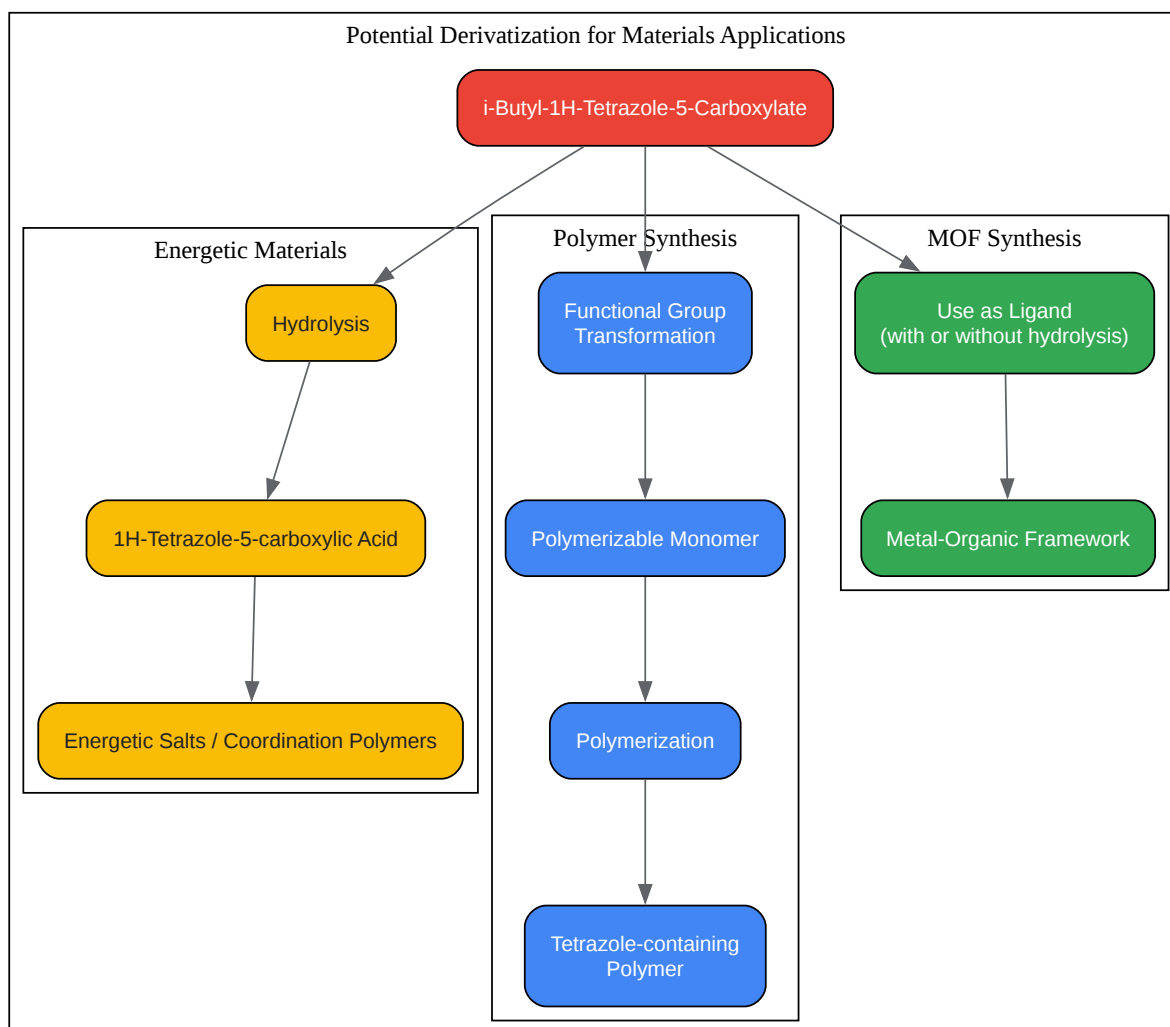 Potential Derivatization for Materials Applications
i-Butyl-1H-Tetrazole-5-Carboxylate
Energetic Materials
Hydrolysis
1H-Tetrazole-5-carboxylic Acid
Energetic Salts / Coordination Polymers
Polymer Synthesis
Functional Group
Transformation
Polymerizable Monomer
Polymerization
Tetrazole-containing
Polymer
MOF Synthesis
Use as Ligand
(with or without hydrolysis)
Metal-Organic Framework